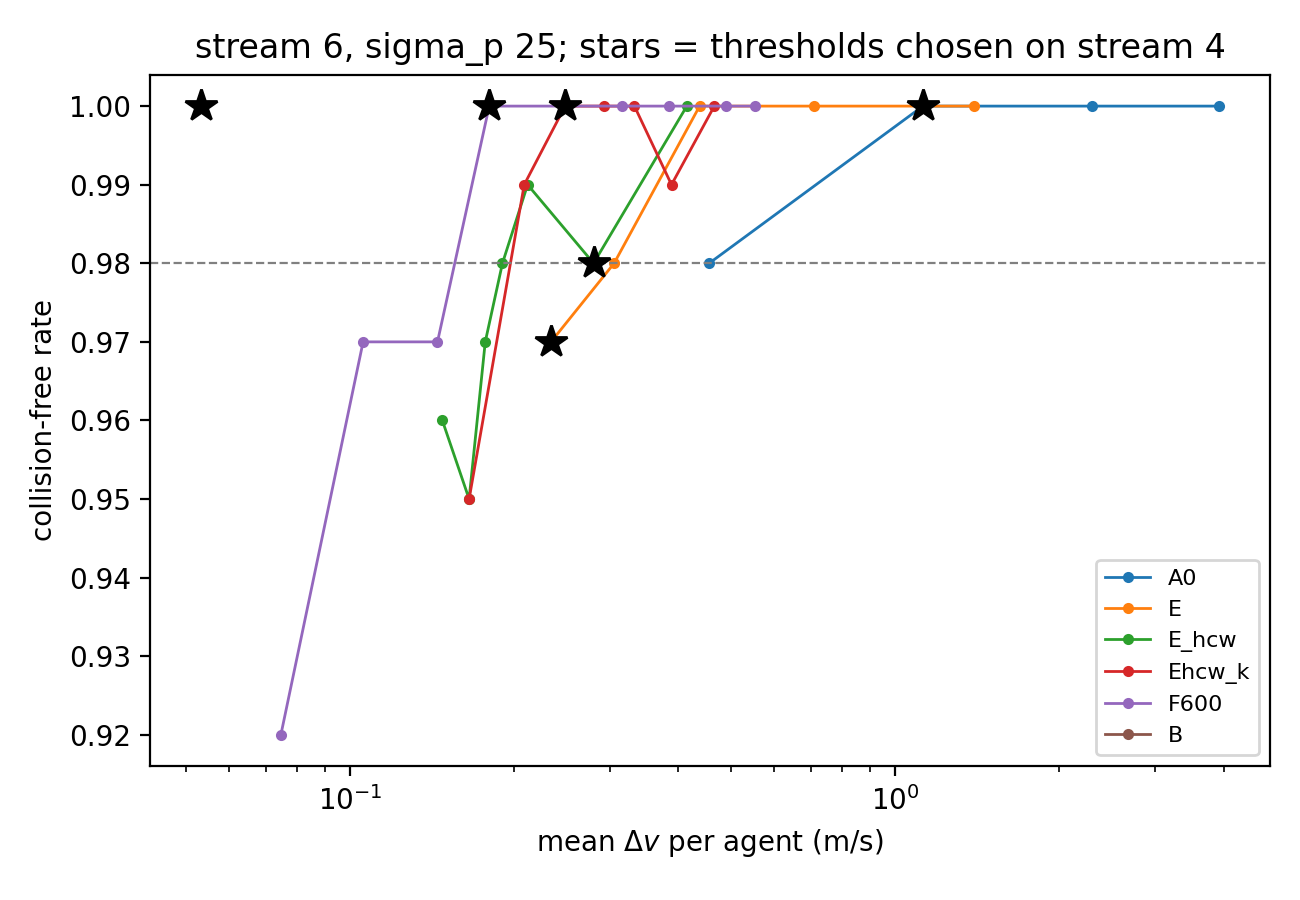 stream 6, sigma_p 25; stars = thresholds chosen on stream 4
collision-free rate
1.00
0.99
0.98
0.97
0.96
0.95
0.94
0.93
0.92
A0
E
E_hcw
Ehcw_k
F600
B
10⁻¹ 10⁰
mean Δv per agent (m/s)